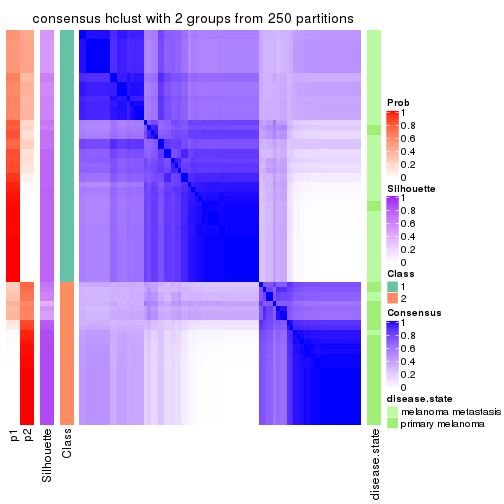 consensus hclust with 2 groups from 250 partitions
Prob
1
0.8
0.6
0.4
0.2
0
Silhouette
1
0.8
0.6
0.4
0.2
0
Class
1
2
Consensus
1
0.8
0.6
0.4
0.2
0
disease.state
melanoma metastasis
primary melanoma
p1
p2
Silhouette
Class
disease.state